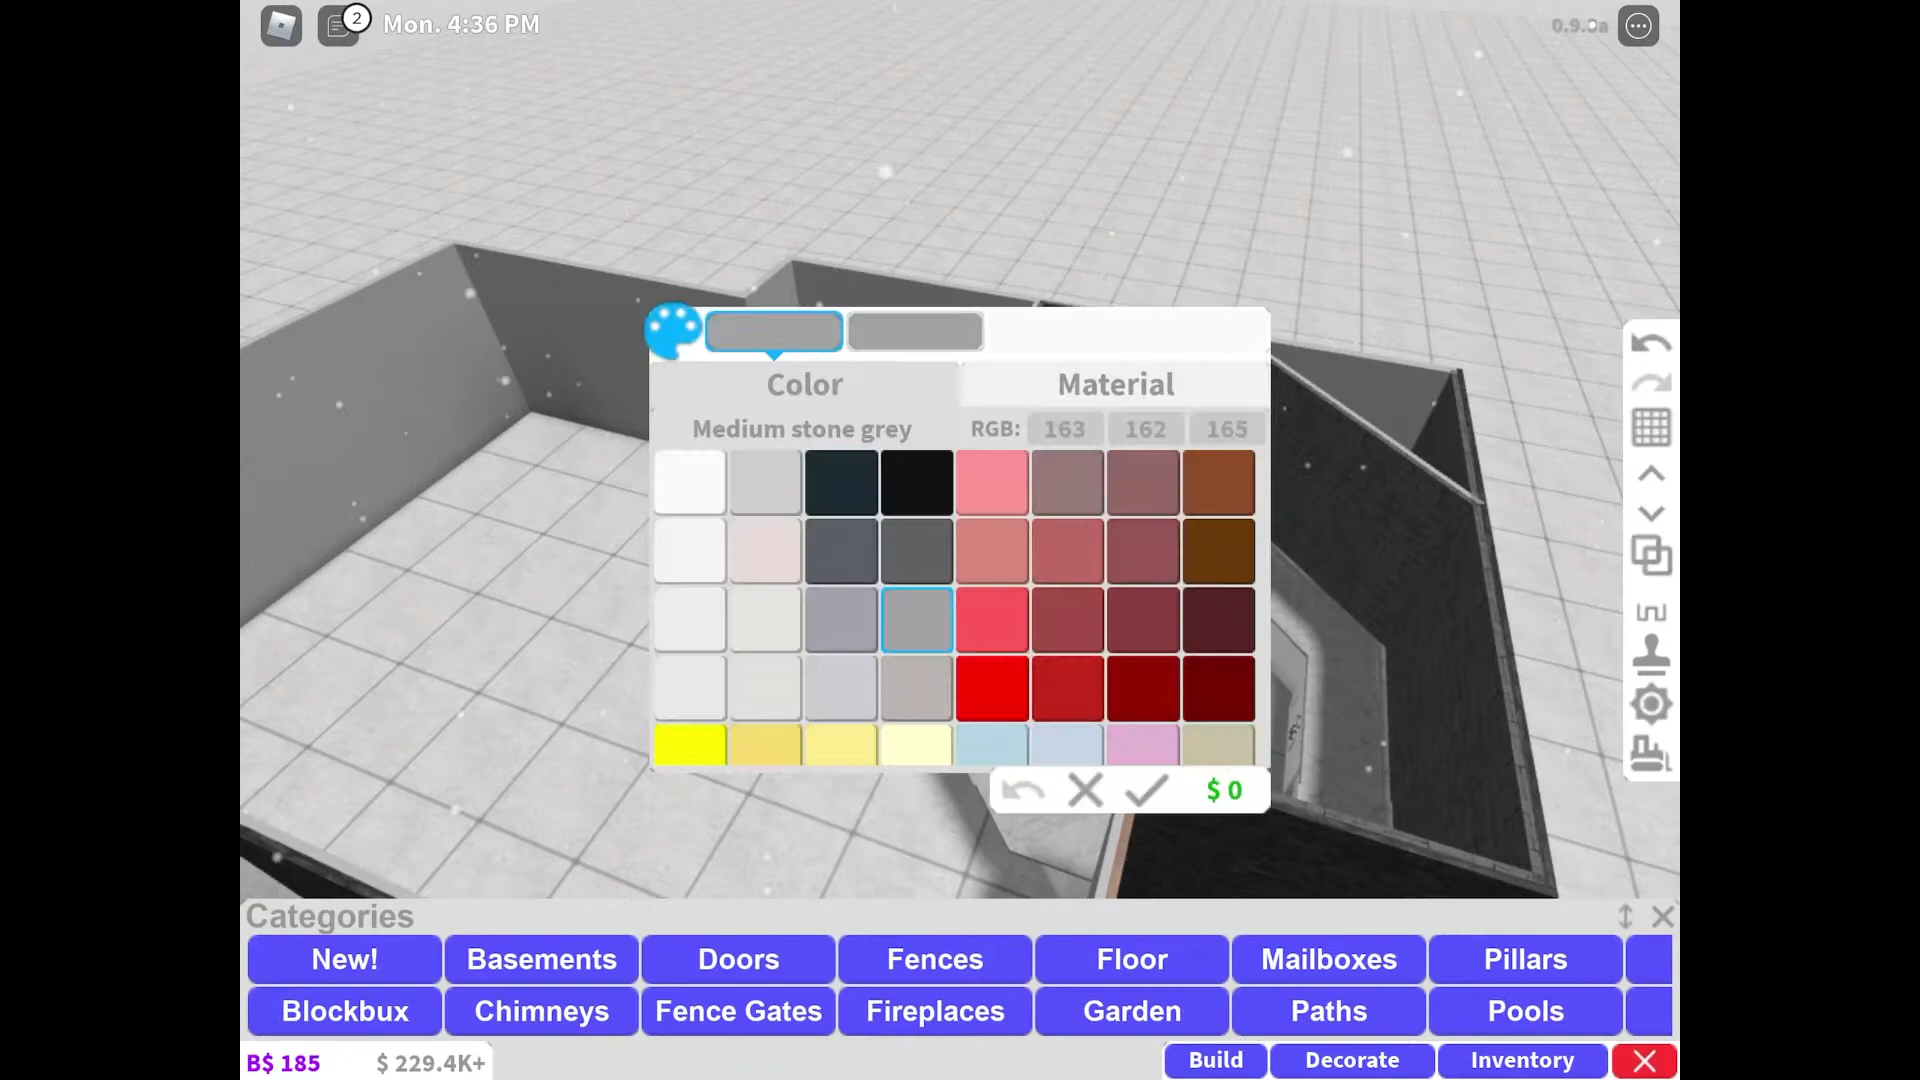 2
Mon. 4:36 PM
0.9.0a
Color
Material
Medium stone grey
RGB: 163 162 165
$ 0
Categories
New! Basements Doors Fences Floor Mailboxes Pillars
Blockbux Chimneys Fence Gates Fireplaces Garden Paths Pools
B$ 185
$ 229.4K+
Build
Decorate
Inventory